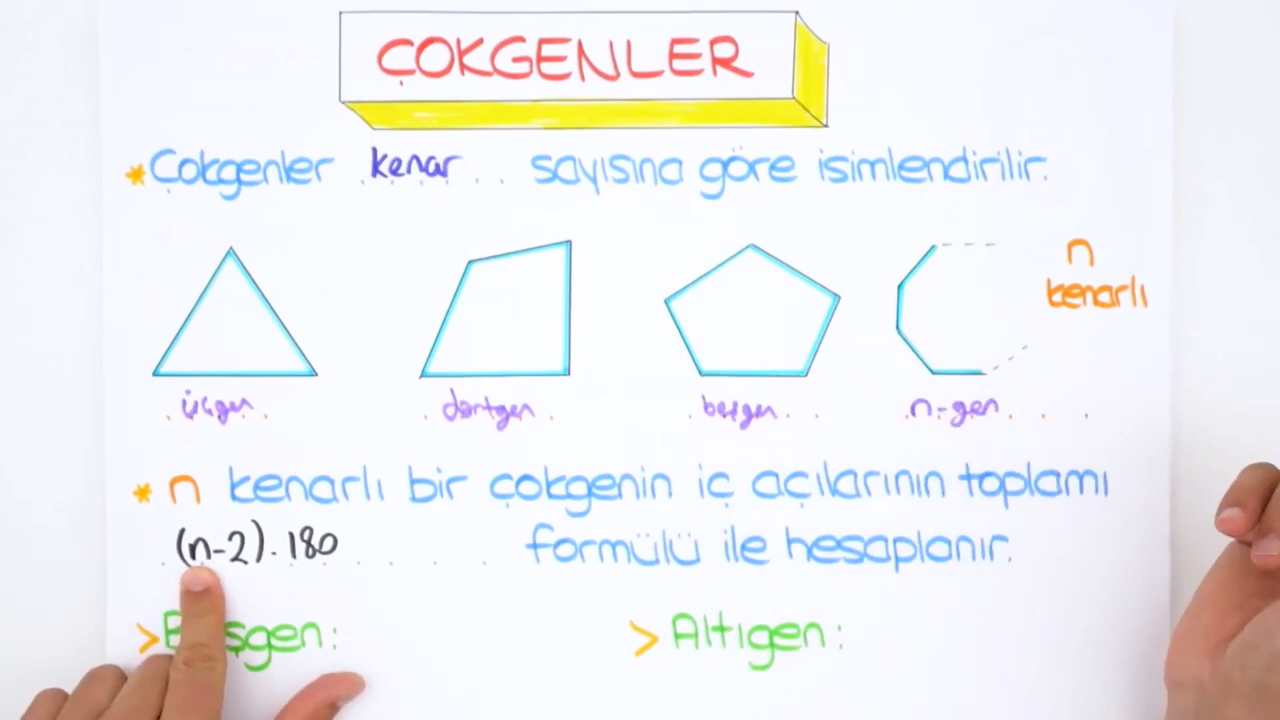 ÇOKGENLER
* Çokgenler kenar sayısına göre isimlendirilir.
n
kenarlı
üçgen dörtgen beşgen n-gen
* n kenarlı bir çokgenin iç açılarının toplamı
(n-2).180 formülü ile hesaplanır.
> Beşgen: > Altıgen: